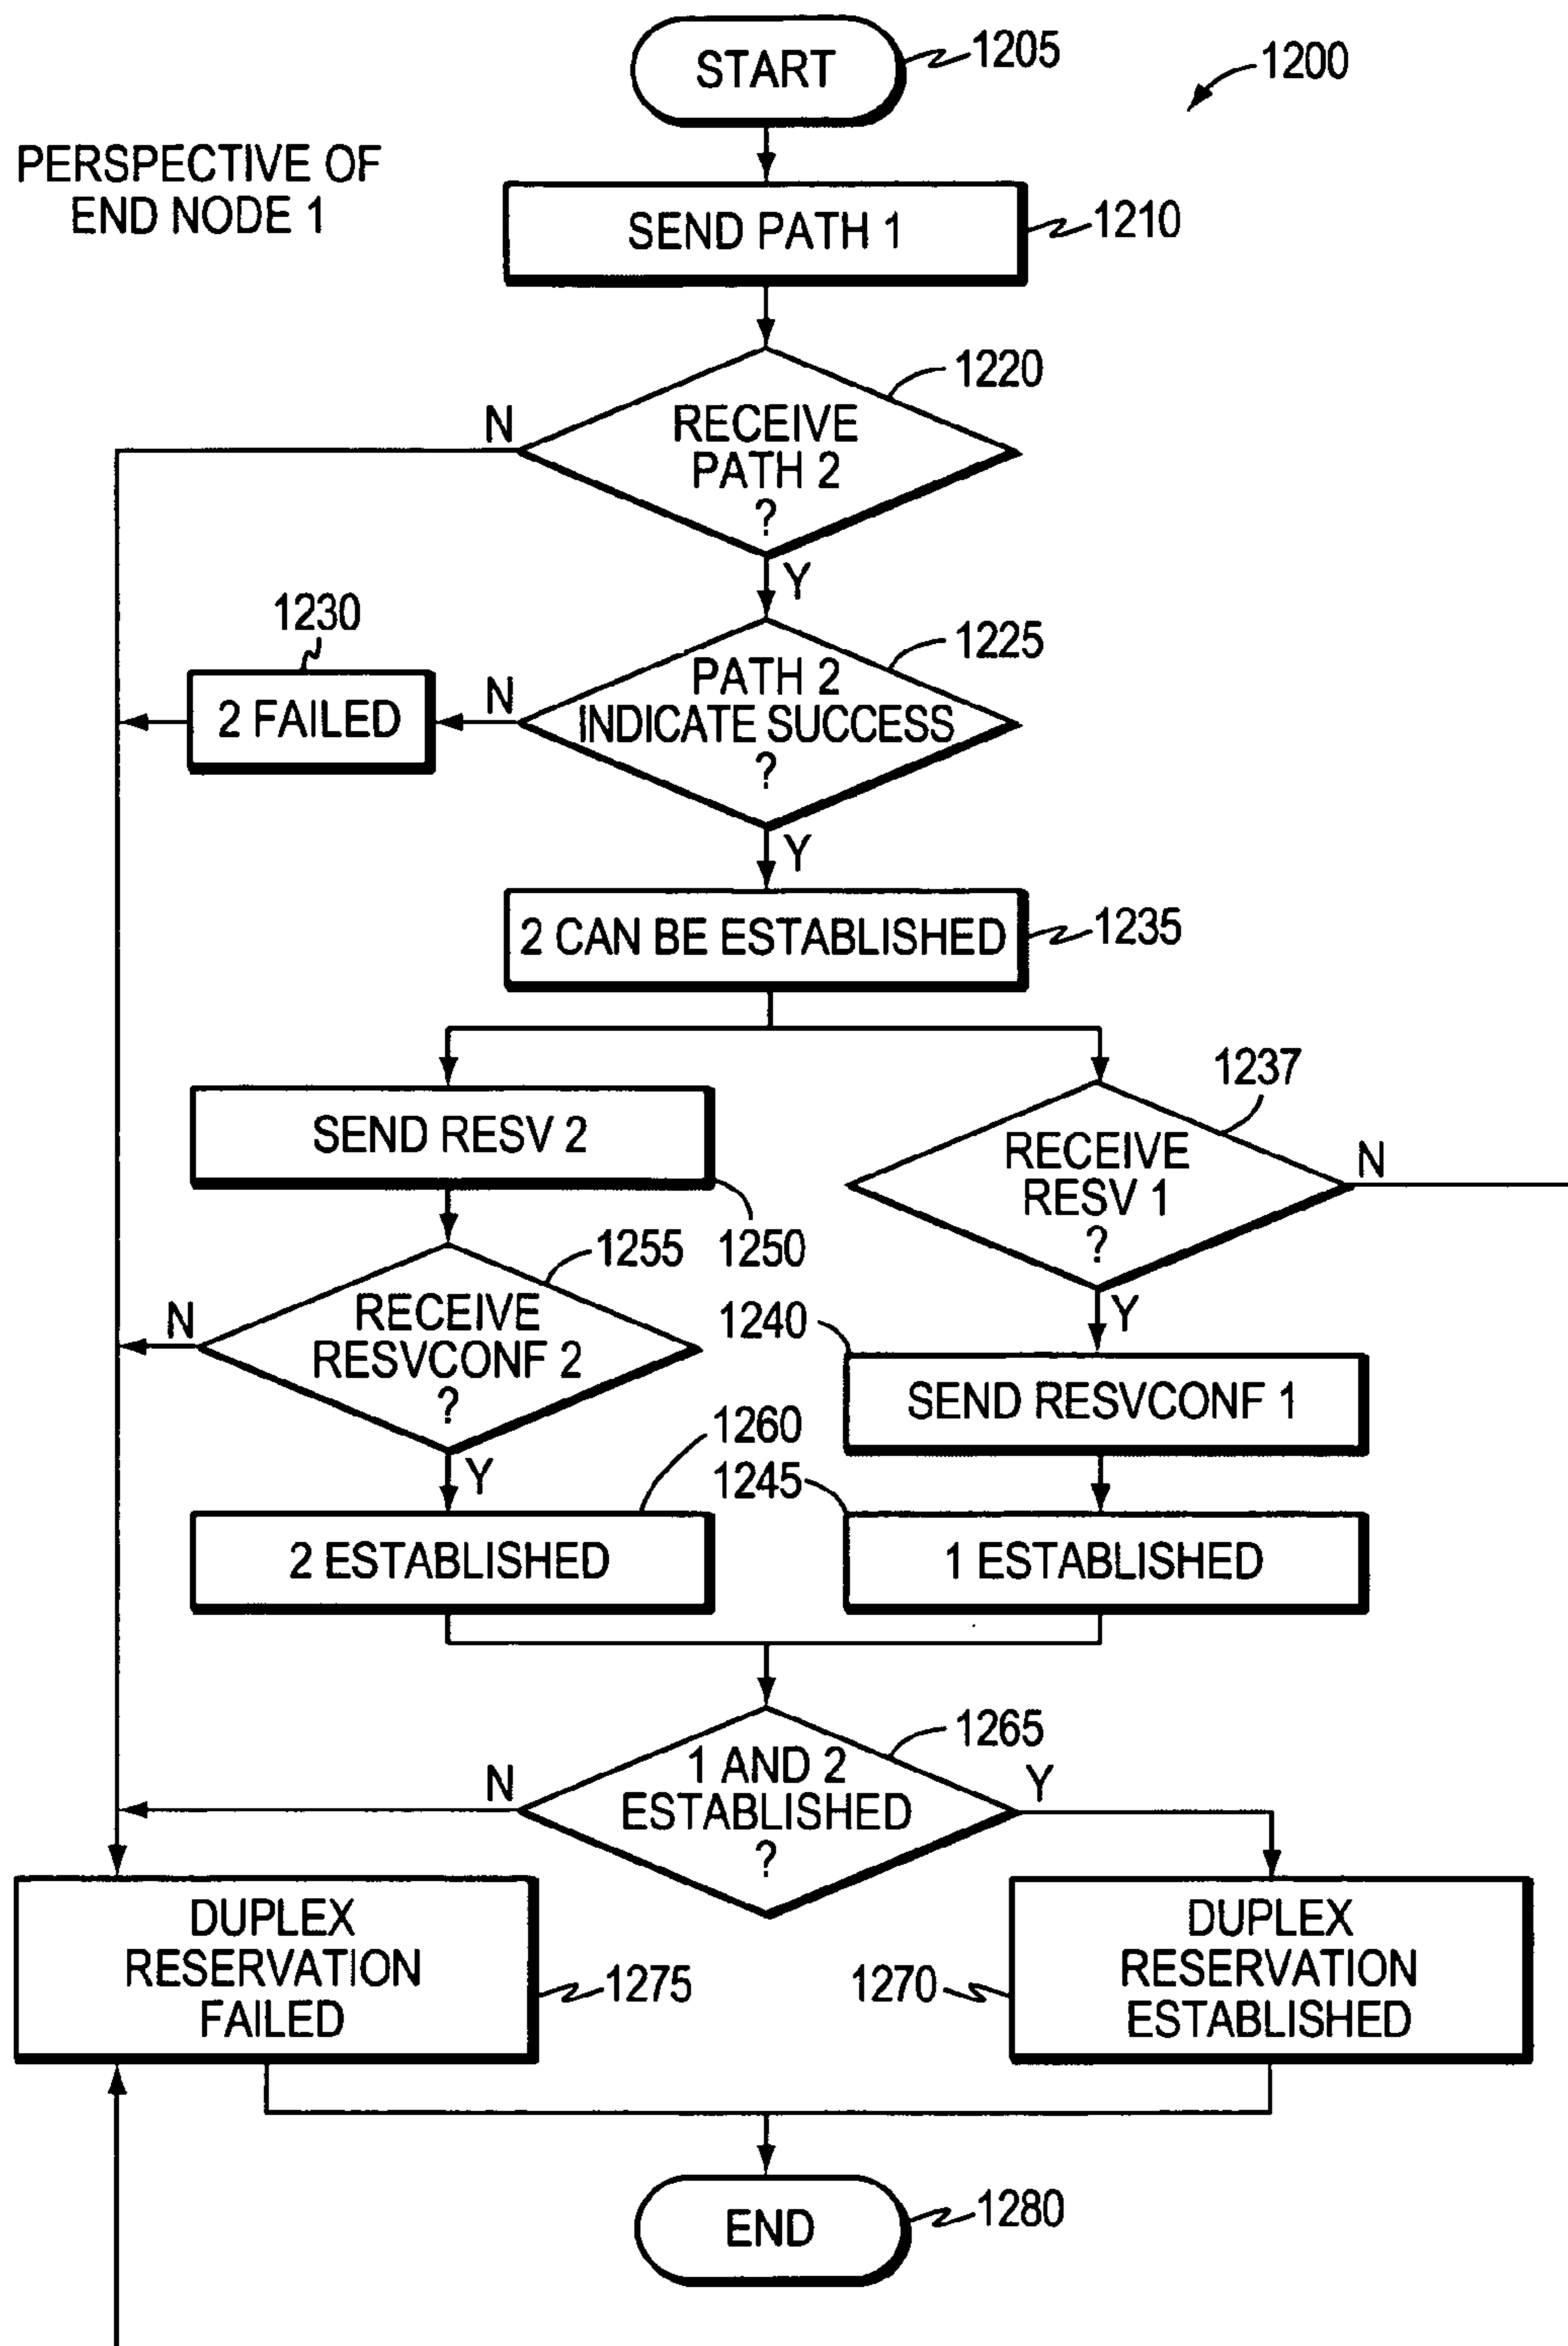 START
1205
1200
PERSPECTIVE OF
END NODE 1
SEND PATH 1
1210
1220
N
RECEIVE
PATH 2
?
Y
1230
1225
2 FAILED
N
PATH 2
INDICATE SUCCESS
?
Y
2 CAN BE ESTABLISHED
1235
1237
SEND RESV 2
1250
RECEIVE
RESV 1
?
N
Y
1255
N
RECEIVE
RESVCONF 2
?
Y
1240
SEND RESVCONF 1
1260
1245
2 ESTABLISHED
1 ESTABLISHED
1265
N
1 AND 2
ESTABLISHED
?
Y
DUPLEX
RESERVATION
FAILED
1275
1270
DUPLEX
RESERVATION
ESTABLISHED
END
1280